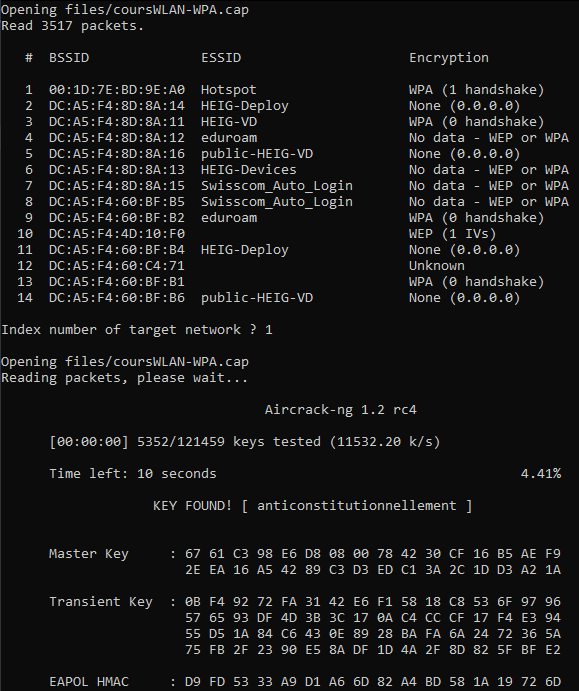 Opening files/coursWLAN-WPA.cap
Read 3517 packets.
# BSSID ESSID Encryption
1 00:1D:7E:BD:9E:A0 Hotspot WPA (1 handshake)
2 DC:A5:F4:8D:8A:14 HEIG-Deploy None (0.0.0.0)
3 DC:A5:F4:8D:8A:11 HEIG-VD WPA (0 handshake)
4 DC:A5:F4:8D:8A:12 eduroam No data - WEP or WPA
5 DC:A5:F4:8D:8A:16 public-HEIG-VD None (0.0.0.0)
6 DC:A5:F4:8D:8A:13 HEIG-Devices No data - WEP or WPA
7 DC:A5:F4:8D:8A:15 Swisscom_Auto_Login No data - WEP or WPA
8 DC:A5:F4:60:BF:B5 Swisscom_Auto_Login No data - WEP or WPA
9 DC:A5:F4:60:BF:B2 eduroam WPA (0 handshake)
10 DC:A5:F4:4D:10:F0 WEP (1 IVs)
11 DC:A5:F4:60:BF:B4 HEIG-Deploy None (0.0.0.0)
12 DC:A5:F4:60:C4:71 Unknown
13 DC:A5:F4:60:BF:B1 WPA (0 handshake)
14 DC:A5:F4:60:BF:B6 public-HEIG-VD None (0.0.0.0)
Index number of target network ? 1
Opening files/coursWLAN-WPA.cap
Reading packets, please wait...
Aircrack-ng 1.2 rc4
[00:00:00] 5352/121459 keys tested (11532.20 k/s)
Time left: 10 seconds 4.41%
KEY FOUND! [ anticonstitutionnellement ]
Master Key : 67 61 C3 98 E6 D8 08 00 78 42 30 CF 16 B5 AE F9
2E EA 16 A5 42 89 C3 D3 ED C1 3A 2C 1D D3 A2 1A
Transient Key : 0B F4 92 72 FA 31 42 E6 F1 58 18 C8 53 6F 97 96
57 65 93 DF 4D 3B 3C 17 0A C4 CC CF 17 F4 E3 94
55 D5 1A 84 C6 43 0E 89 28 BA FA 6A 24 72 36 5A
75 FB 2F 23 90 E5 8A DF 1D 4A 2F 8D 82 5F BF E2
EAPOL HMAC : D9 FD 53 33 A9 D1 A6 6D 82 A4 BD 58 1A 19 72 6D